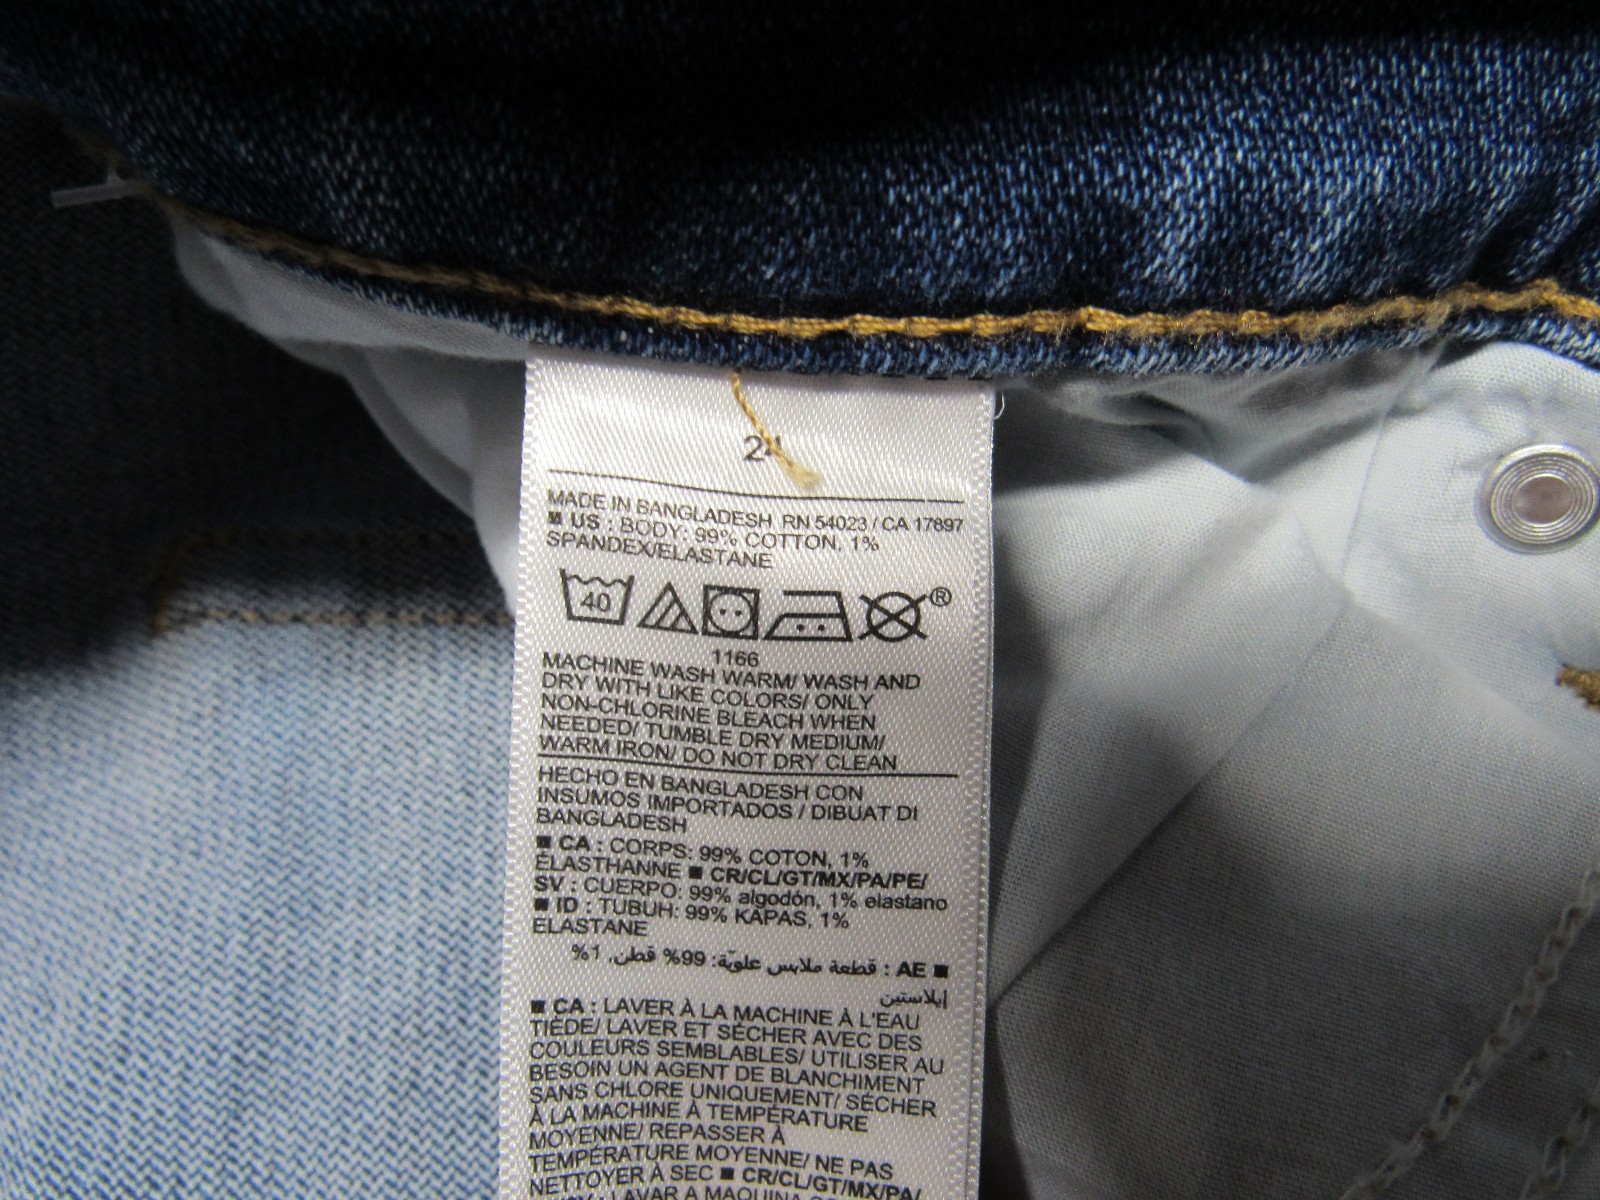 24
MADE IN BANGLADESH RN 54023 / CA 17897
■ US : BODY: 99% COTTON, 1%
SPANDEX/ELASTANE
40
®
1166
MACHINE WASH WARM/ WASH AND
DRY WITH LIKE COLORS/ ONLY
NON-CHLORINE BLEACH WHEN
NEEDED/ TUMBLE DRY MEDIUM/
WARM IRON/ DO NOT DRY CLEAN
HECHO EN BANGLADESH CON
INSUMOS IMPORTADOS / DIBUAT DI
BANGLADESH
■ CA : CORPS: 99% COTON, 1%
ÉLASTHANNE ■ CR/CL/GT/MX/PA/PE/
SV : CUERPO: 99% algodón, 1% elastano
■ ID : TUBUH: 99% KAPAS, 1%
ELASTANE
■ AE : قطعة ملابس علويّة: 99% قطن, 1%
إيلاستين
■ CA : LAVER À LA MACHINE À L'EAU
TIÈDE/ LAVER ET SÉCHER AVEC DES
COULEURS SEMBLABLES/ UTILISER AU
BESOIN UN AGENT DE BLANCHIMENT
SANS CHLORE UNIQUEMENT/ SÉCHER
À LA MACHINE À TEMPÉRATURE
MOYENNE/ REPASSER À
TEMPÉRATURE MOYENNE/ NE PAS
NETTOYER À SEC ■ CR/CL/GT/MX/PA/
LAVAR A MAQUINA